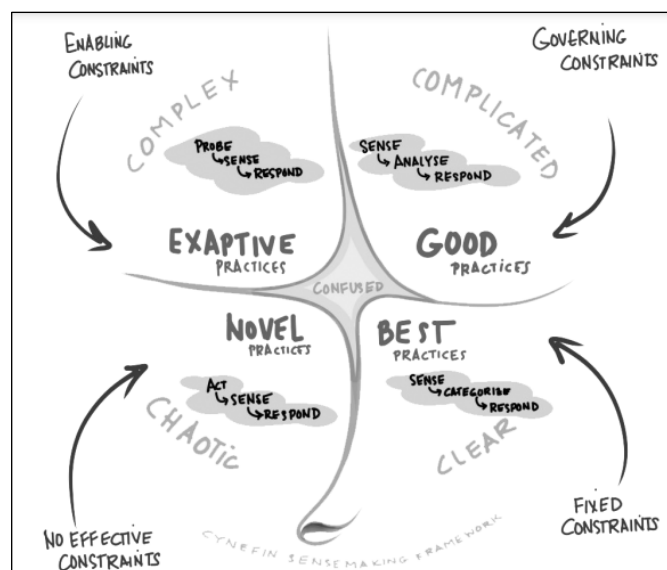 ENABLING
CONSTRAINTS
GOVERNING
CONSTRAINTS
COMPLEX
COMPLICATED
PROBE
SENSE
RESPOND
SENSE
ANALYSE
RESPOND
EXAPTIVE
PRACTICES
GOOD
PRACTICES
CONFUSED
NOVEL
PRACTICES
BEST
PRACTICES
ACT
SENSE
RESPOND
SENSE
CATEGORISE
RESPOND
CHAOTIC
CLEAR
NO EFFECTIVE
CONSTRAINTS
FIXED
CONSTRAINTS
CYNEFIN SENSEMAKING FRAMEWORK